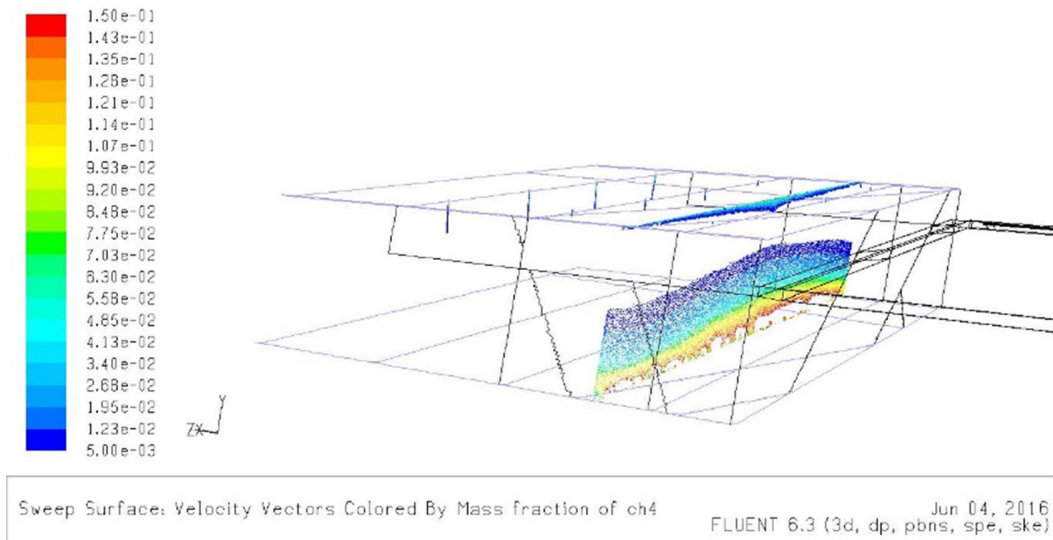 1.50e-01
1.43e-01
1.35e-01
1.28e-01
1.21e-01
1.14e-01
1.07e-01
9.93e-02
9.20e-02
8.48e-02
7.75e-02
7.03e-02
6.30e-02
5.58e-02
4.85e-02
4.13e-02
3.40e-02
2.68e-02
1.95e-02
1.23e-02
5.00e-03
Y
ZX
Sweep Surface: Velocity Vectors Colored By Mass fraction of ch4
Jun 04, 2016
FLUENT 6.3 (3d, dp, pbns, spe, ske)